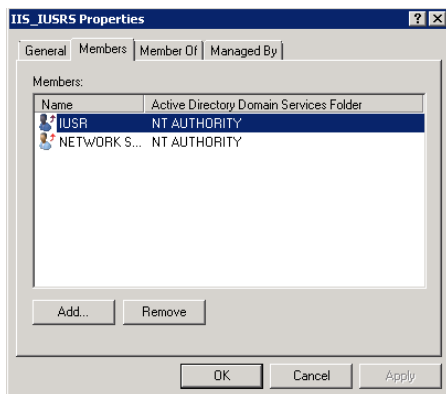 IIS_IUSRS Properties
General Members Member Of Managed By
Members:
Name Active Directory Domain Services Folder
IUSR NT AUTHORITY
NETWORK S... NT AUTHORITY
Add... Remove
OK Cancel Apply